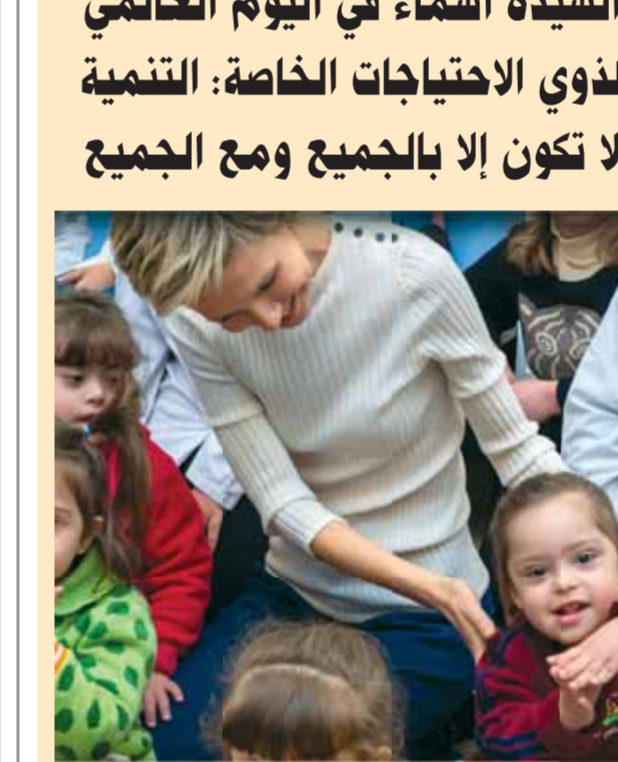 السيدة أسماء في اليوم العالمي
لذوي الاحتياجات الخاصة: التنمية
لا تكون إلا بالجميع ومع الجميع